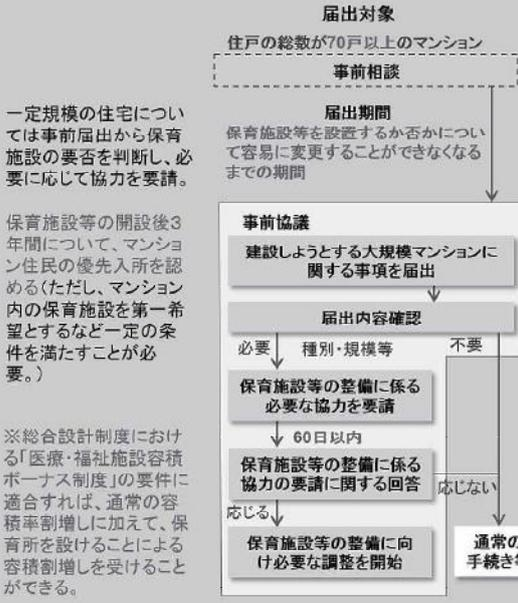 届出対象
住戸の総数が70戸以上のマンション
事前相談
届出期間
保育施設等を設置するか否かについ
て容易に変更することができなくなる
までの期間
一定規模の住宅につい
ては事前届出から保育
施設の要否を判断し、必
要に応じて協力を要請。
保育施設等の開設後3
年間について、マンショ
ン住民の優先入所を認
める(ただし、マンション
内の保育施設を第一希
望とするなど一定の条
件を満たすことが必
要。)
※総合設計制度におけ
る「医療・福祉施設容積
ボーナス制度」の要件に
適合すれば、通常の容
積率割増しに加えて、保
育所を設けることによる
容積割増しを受けること
ができる。
事前協議
建設しようとする大規模マンションに
関する事項を届出
届出内容確認
必要 種別・規模等 不要
保育施設等の整備に係る
必要な協力を要請
60日以内
保育施設等の整備に係る
協力の要請に関する回答
応じない
応じる
保育施設等の整備に向
け必要な調整を開始
通常の
手続き